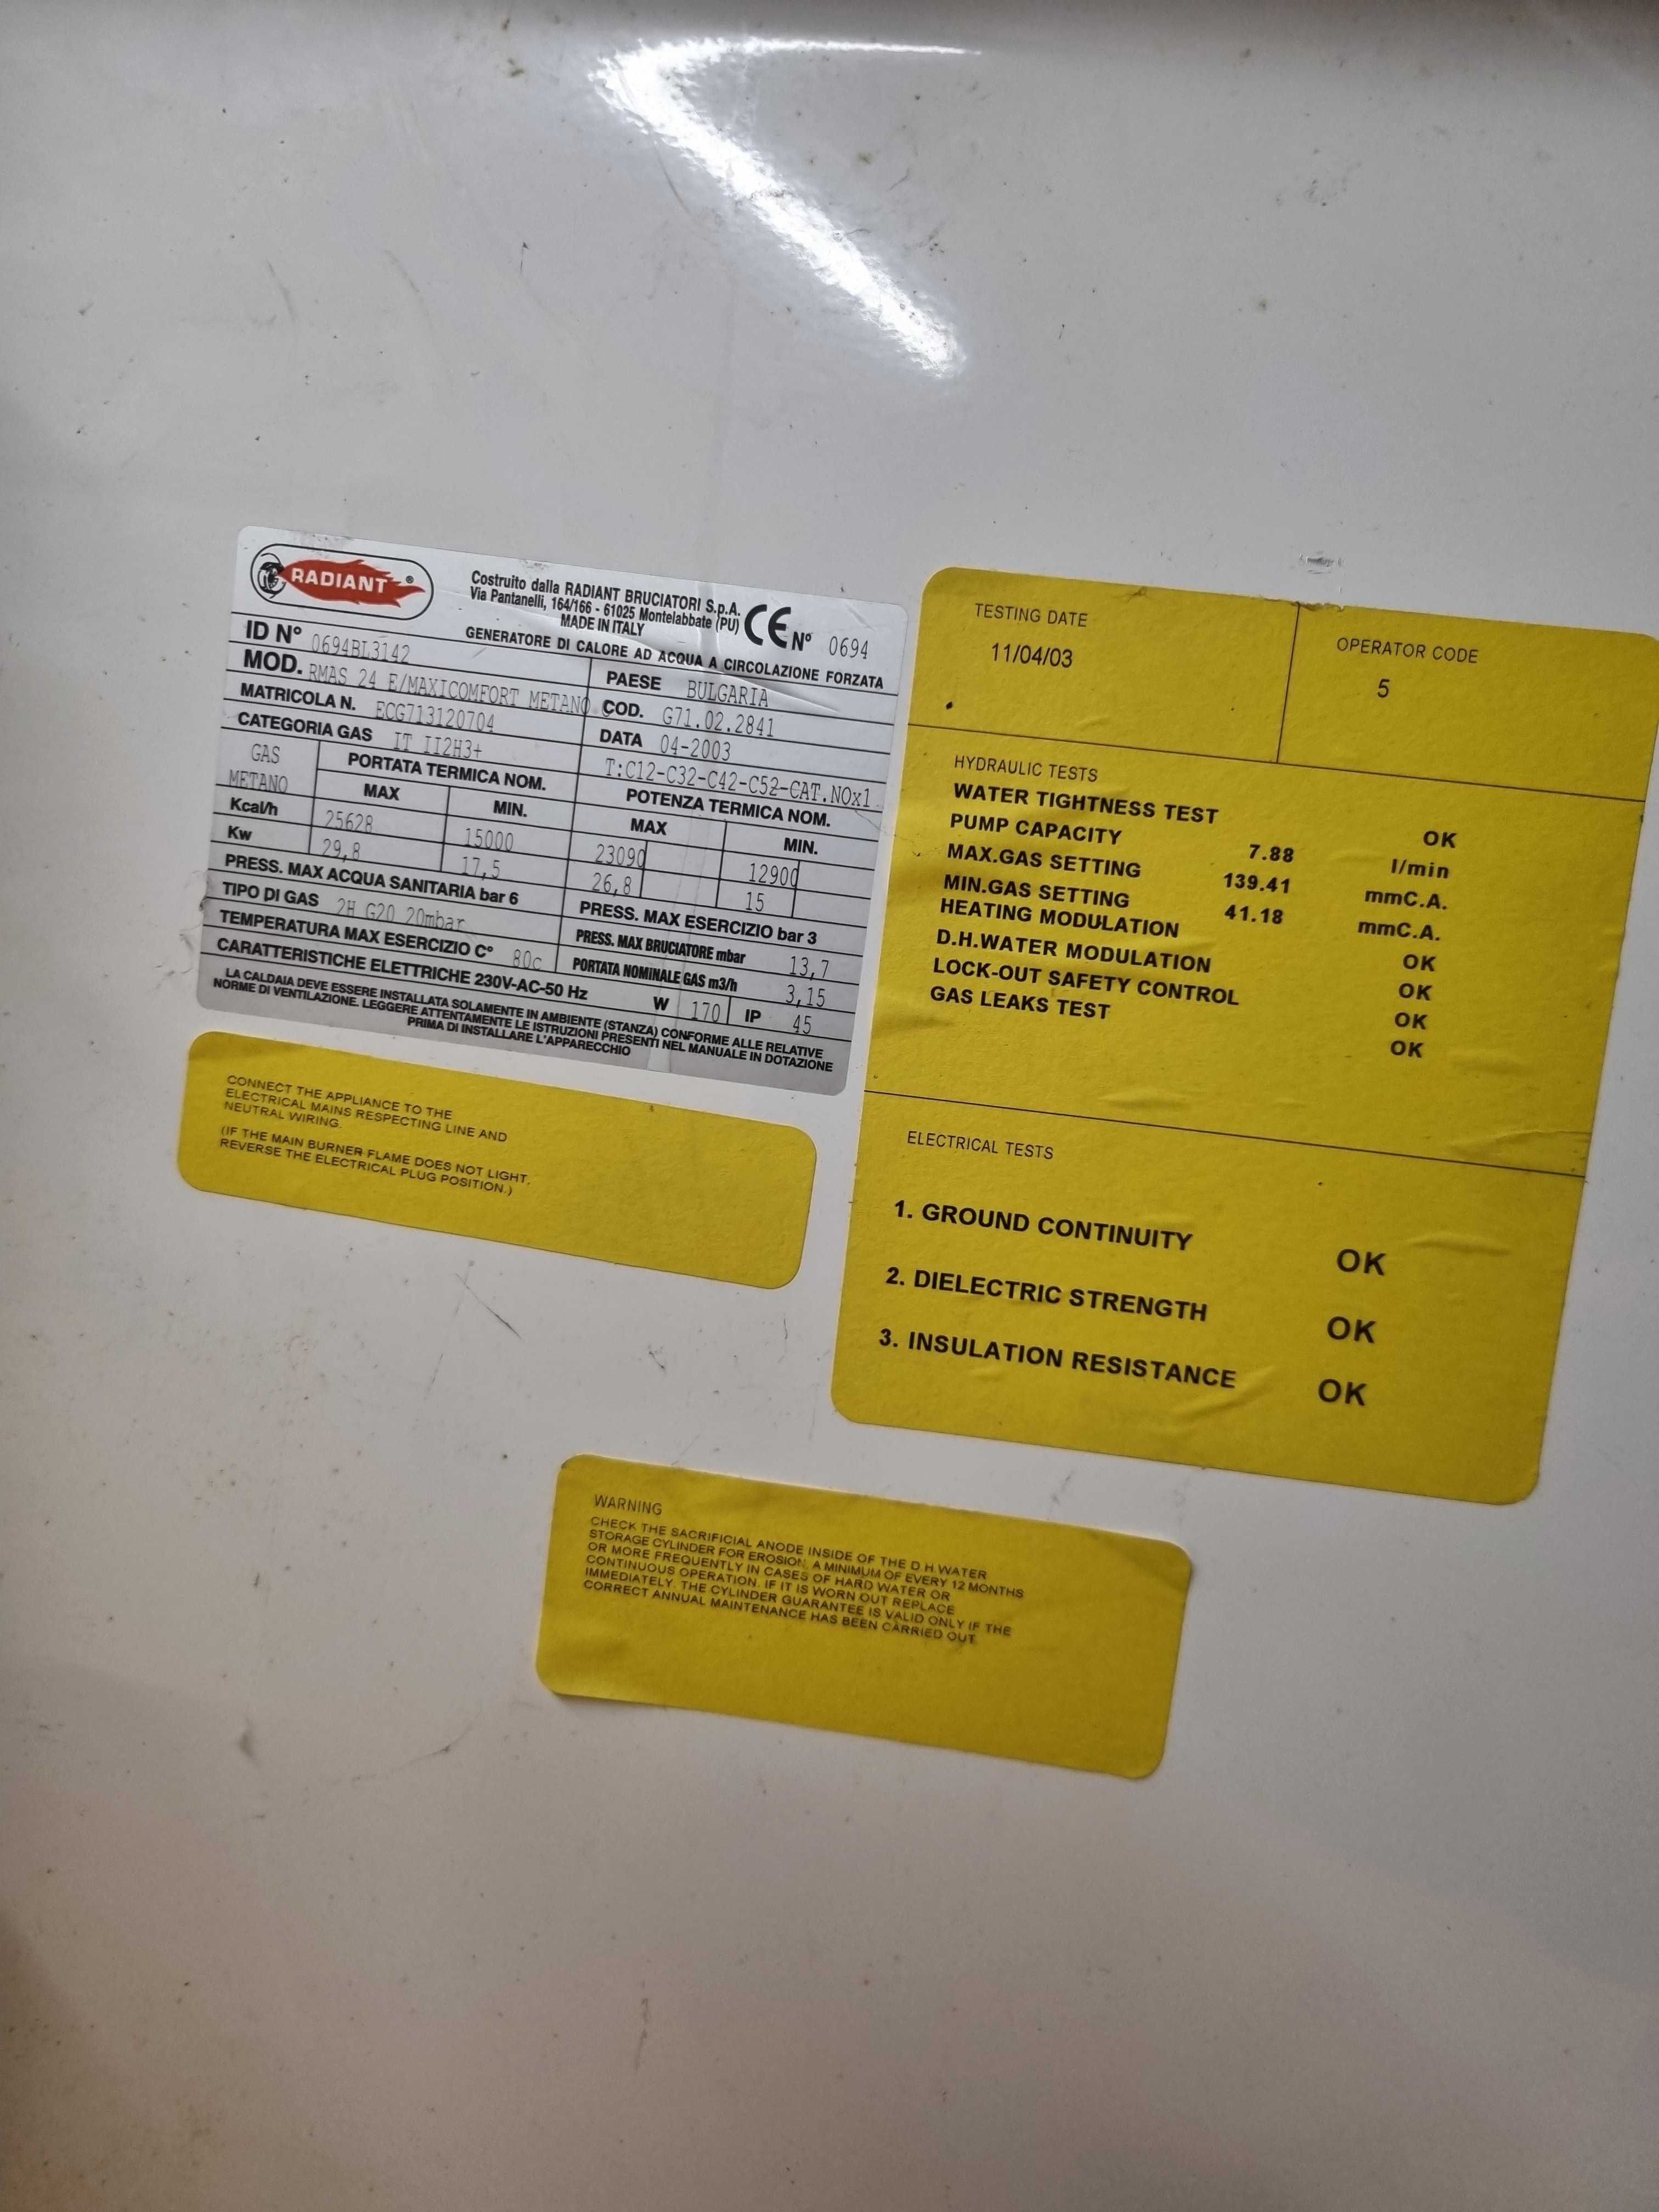 RADIANT ®
Costruito dalla RADIANT BRUCIATORI S.p.A.
Via Pantanelli, 164/166 - 61025 Montelabbate (PU)
MADE IN ITALY
CE N° 0694
GENERATORE DI CALORE AD ACQUA A CIRCOLAZIONE FORZATA
ID N° 0694BL3142
PAESE BULGARIA
MOD. RMAS 24 E/MAXICOMFORT METANO
COD. G71.02.2841
MATRICOLA N. ECG713120704
DATA 04-2003
CATEGORIA GAS IT II2H3+
T:C12-C32-C42-C52-CAT.NOx1
GAS METANO
PORTATA TERMICA NOM.
POTENZA TERMICA NOM.
MAX MIN. MAX MIN.
Kcal/h 25628 15000 23090 12900
Kw 29,8 17,5 26,8 15
PRESS. MAX ACQUA SANITARIA bar 6
PRESS. MAX ESERCIZIO bar 3
TIPO DI GAS 2H G20 20mbar
PRESS. MAX BRUCIATORE mbar 13,7
TEMPERATURA MAX ESERCIZIO C° 80c
PORTATA NOMINALE GAS m3/h 3,15
CARATTERISTICHE ELETTRICHE 230V-AC-50 Hz W 170 IP 45
LA CALDAIA DEVE ESSERE INSTALLATA SOLAMENTE IN AMBIENTE (STANZA) CONFORME ALLE RELATIVE
NORME DI VENTILAZIONE. LEGGERE ATTENTAMENTE LE ISTRUZIONI PRESENTI NEL MANUALE IN DOTAZIONE
PRIMA DI INSTALLARE L'APPARECCHIO
CONNECT THE APPLIANCE TO THE
ELECTRICAL MAINS RESPECTING LINE AND
NEUTRAL WIRING.
(IF THE MAIN BURNER FLAME DOES NOT LIGHT,
REVERSE THE ELECTRICAL PLUG POSITION.)
TESTING DATE
11/04/03
OPERATOR CODE
5
HYDRAULIC TESTS
WATER TIGHTNESS TEST OK
PUMP CAPACITY 7.88 l/min
MAX.GAS SETTING 139.41 mmC.A.
MIN.GAS SETTING 41.18 mmC.A.
HEATING MODULATION OK
D.H.WATER MODULATION OK
LOCK-OUT SAFETY CONTROL OK
GAS LEAKS TEST OK
ELECTRICAL TESTS
1. GROUND CONTINUITY OK
2. DIELECTRIC STRENGTH OK
3. INSULATION RESISTANCE OK
WARNING
CHECK THE SACRIFICIAL ANODE INSIDE OF THE D.H.WATER
STORAGE CYLINDER FOR EROSION, A MINIMUM OF EVERY 12 MONTHS
OR MORE FREQUENTLY IN CASES OF HARD WATER OR
CONTINUOUS OPERATION. IF IT IS WORN OUT REPLACE
IMMEDIATELY. THE CYLINDER GUARANTEE IS VALID ONLY IF THE
CORRECT ANNUAL MAINTENANCE HAS BEEN CARRIED OUT